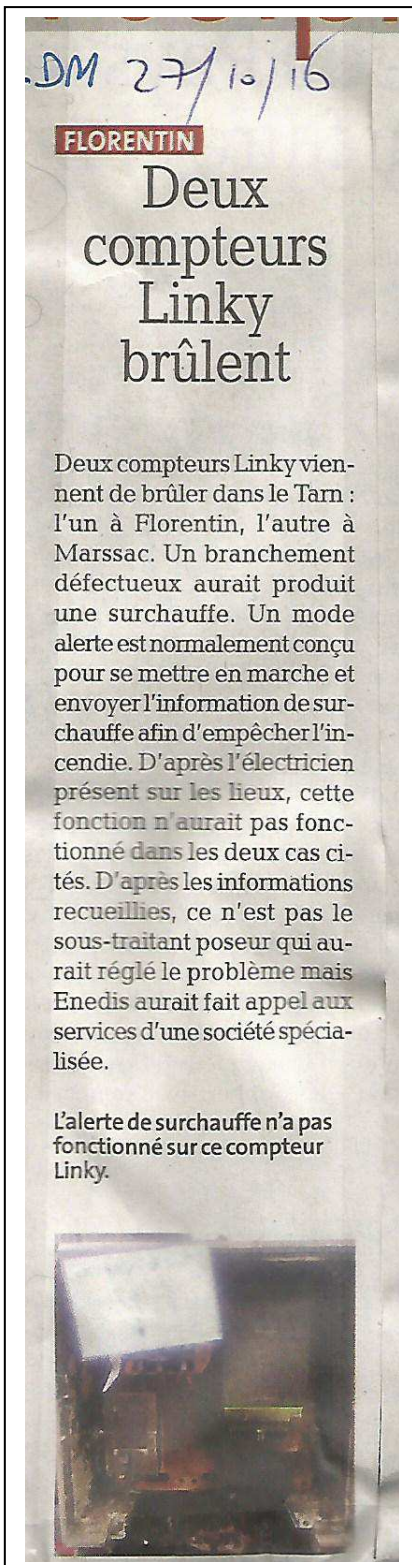 DM 27/10/16
FLORENTIN
Deux
compteurs
Linky
brûlent
Deux compteurs Linky vien-
nent de brûler dans le Tarn :
l'un à Florentin, l'autre à
Marssac. Un branchement
défectueux aurait produit
une surchauffe. Un mode
alerte est normalement conçu
pour se mettre en marche et
envoyer l'information de sur-
chauffe afin d'empêcher l'in-
cendie. D'après l'électricien
présent sur les lieux, cette
fonction n'aurait pas fonc-
tionné dans les deux cas ci-
tés. D'après les informations
recueillies, ce n'est pas le
sous-traitant poseur qui au-
rait réglé le problème mais
Enedis aurait fait appel aux
services d'une société spécia-
lisée.
L'alerte de surchauffe n'a pas
fonctionné sur ce compteur
Linky.